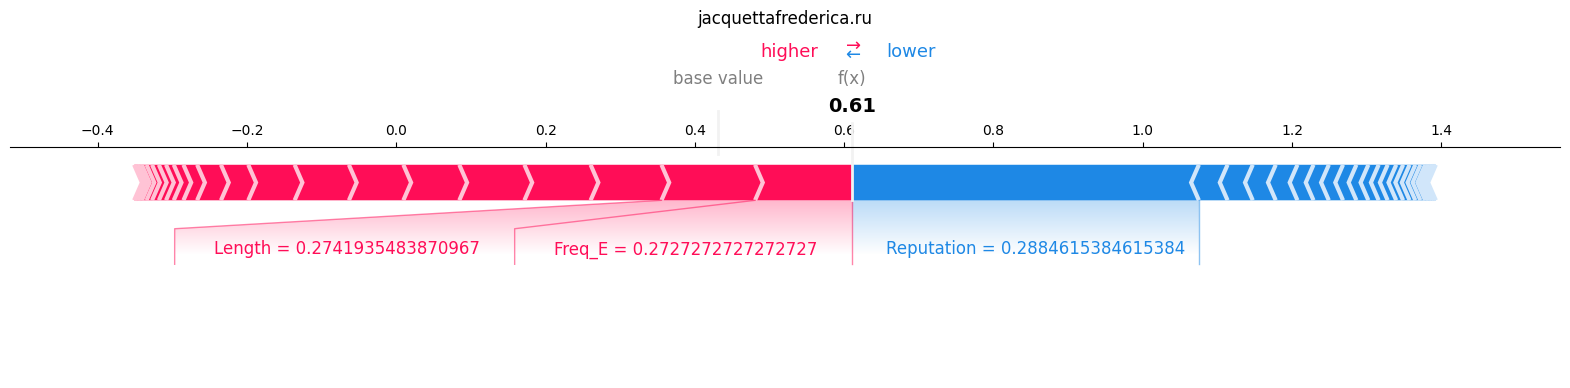 jacquettafrederica.ru
higher ⇄ lower
base value f(x)
0.61
−0.4 −0.2 0.0 0.2 0.4 0.6 0.8 1.0 1.2 1.4
Length = 0.2741935483870967 Freq_E = 0.2727272727272727 Reputation = 0.2884615384615384